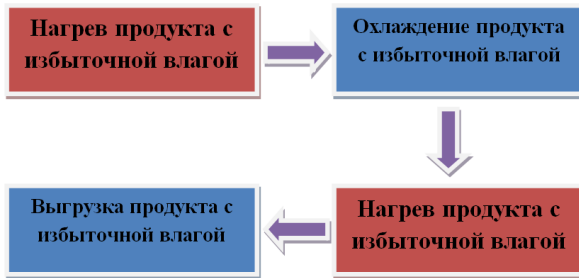 Нагрев продукта с
избыточной влагой
Охлаждение продукта
с избыточной влагой
Нагрев продукта с
избыточной влагой
Выгрузка продукта с
избыточной влагой